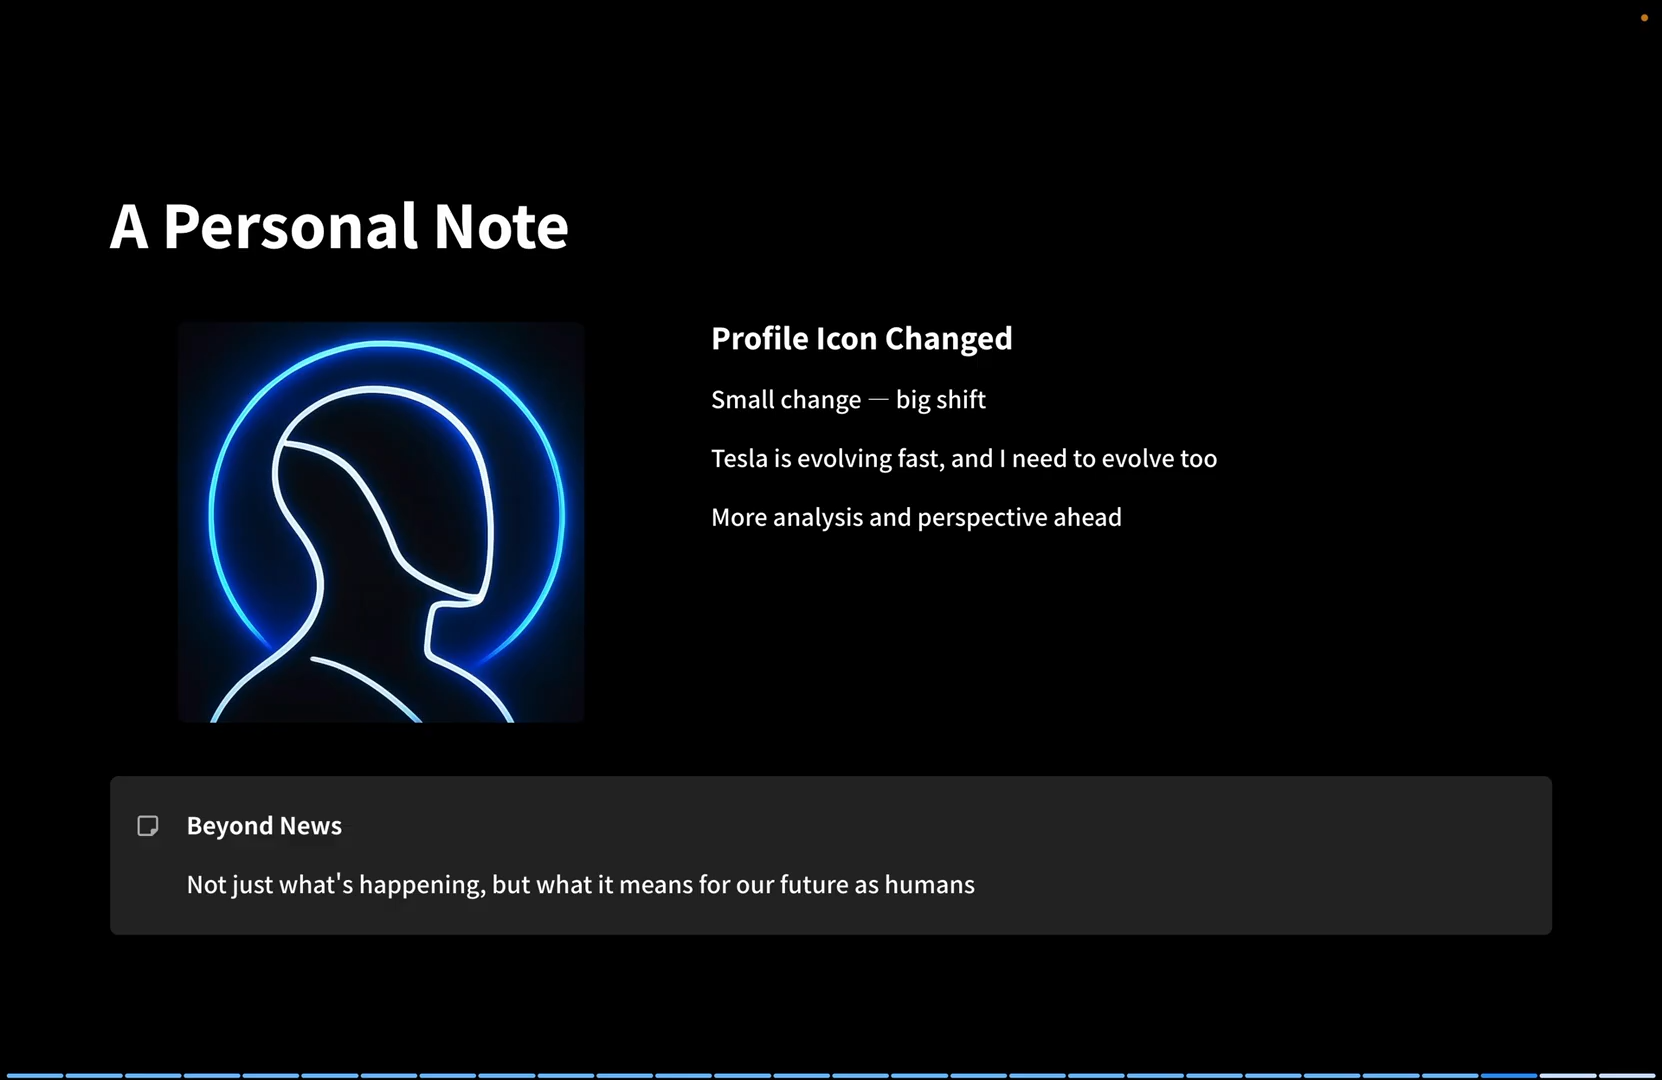 A Personal Note
Profile Icon Changed
Small change — big shift
Tesla is evolving fast, and I need to evolve too
More analysis and perspective ahead
Beyond News
Not just what's happening, but what it means for our future as humans